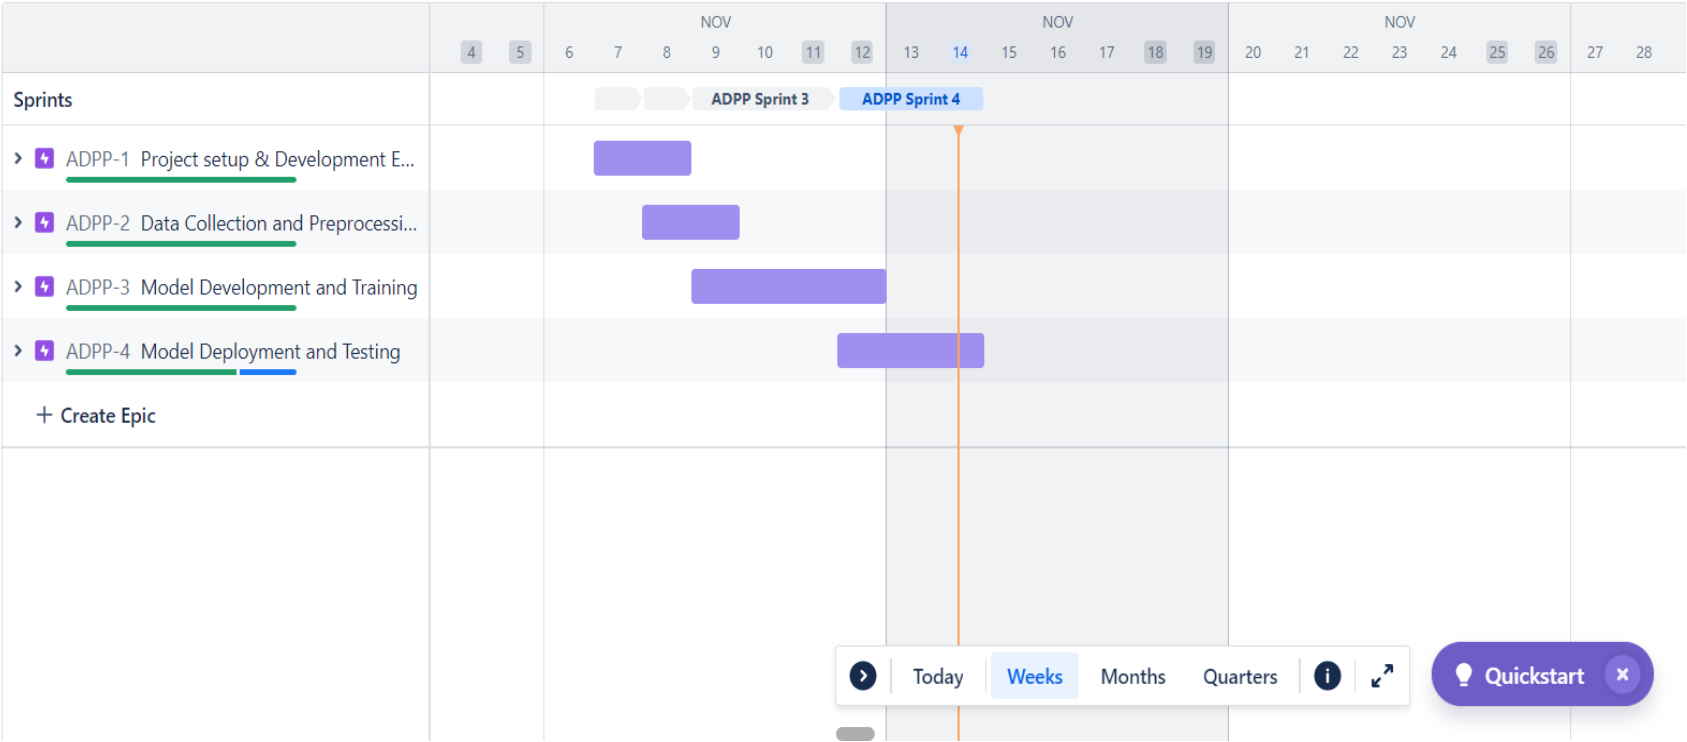 NOV NOV NOV
4 5 6 7 8 9 10 11 12 13 14 15 16 17 18 19 20 21 22 23 24 25 26 27 28
Sprints
ADPP Sprint 3 ADPP Sprint 4
ADPP-1 Project setup & Development E...
ADPP-2 Data Collection and Preprocessi...
ADPP-3 Model Development and Training
ADPP-4 Model Deployment and Testing
+ Create Epic
Today Weeks Months Quarters
Quickstart